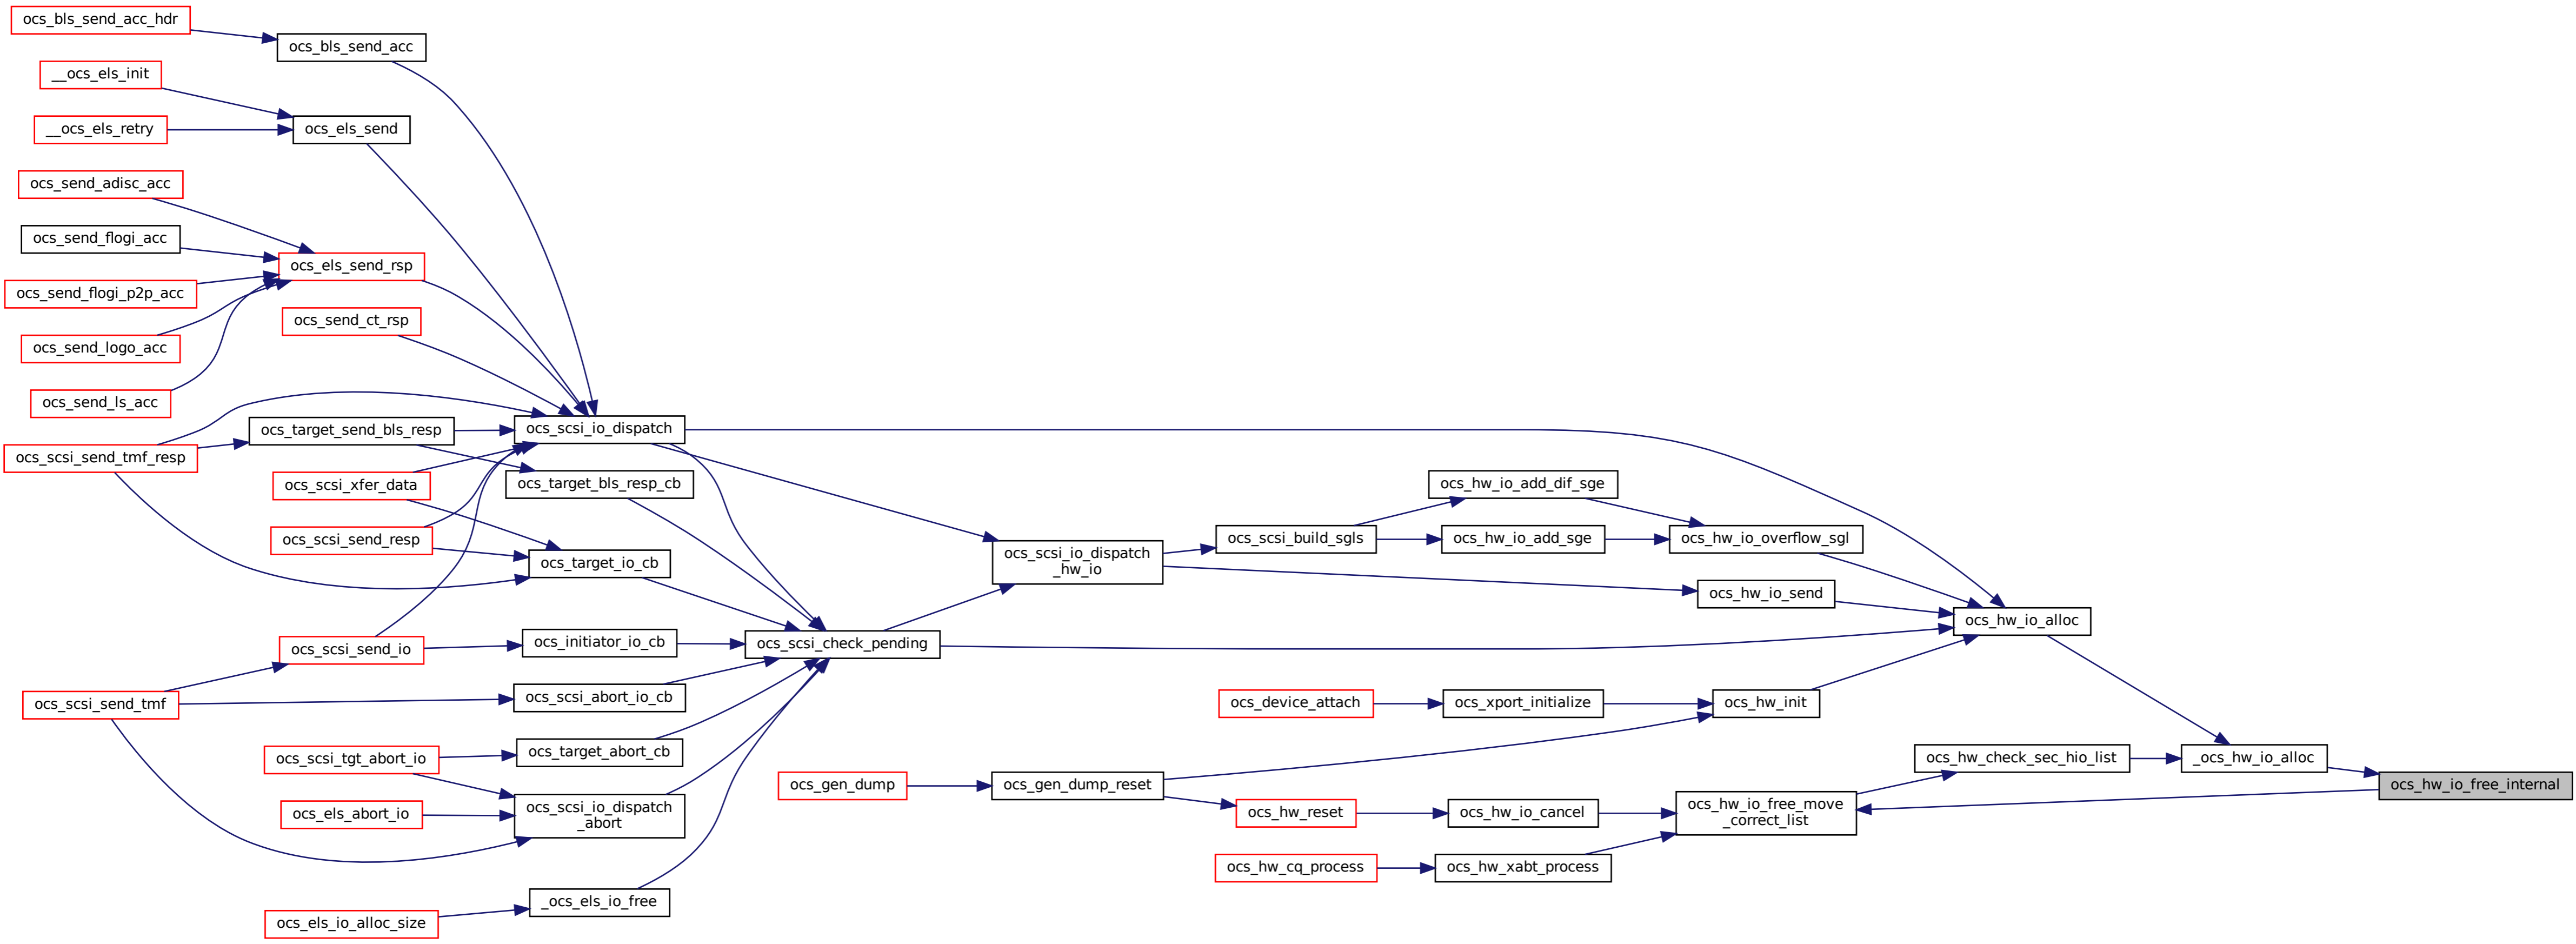 ocs_bls_send_acc_hdr
ocs_bls_send_acc
__ocs_els_init
__ocs_els_retry
ocs_els_send
ocs_send_adisc_acc
ocs_send_flogi_acc
ocs_els_send_rsp
ocs_send_flogi_p2p_acc
ocs_send_ct_rsp
ocs_send_logo_acc
ocs_send_ls_acc
ocs_target_send_bls_resp
ocs_scsi_io_dispatch
ocs_scsi_send_tmf_resp
ocs_scsi_xfer_data
ocs_target_bls_resp_cb
ocs_scsi_send_resp
ocs_target_io_cb
ocs_scsi_send_io
ocs_initiator_io_cb
ocs_scsi_check_pending
ocs_scsi_send_tmf
ocs_scsi_abort_io_cb
ocs_scsi_tgt_abort_io
ocs_target_abort_cb
ocs_els_abort_io
ocs_scsi_io_dispatch
_abort
ocs_els_io_alloc_size
_ocs_els_io_free
ocs_scsi_io_dispatch
_hw_io
ocs_scsi_build_sgls
ocs_hw_io_add_dif_sge
ocs_hw_io_add_sge
ocs_hw_io_overflow_sgl
ocs_hw_io_send
ocs_hw_io_alloc
ocs_device_attach
ocs_xport_initialize
ocs_hw_init
ocs_gen_dump
ocs_gen_dump_reset
ocs_hw_reset
ocs_hw_io_cancel
ocs_hw_io_free_move
_correct_list
ocs_hw_cq_process
ocs_hw_xabt_process
ocs_hw_check_sec_hio_list
_ocs_hw_io_alloc
ocs_hw_io_free_internal